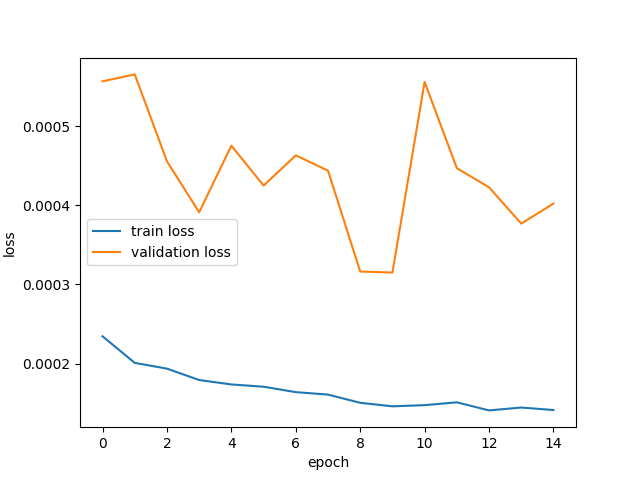 0.0005
0.0004
0.0003
0.0002
loss
train loss
validation loss
0 2 4 6 8 10 12 14
epoch